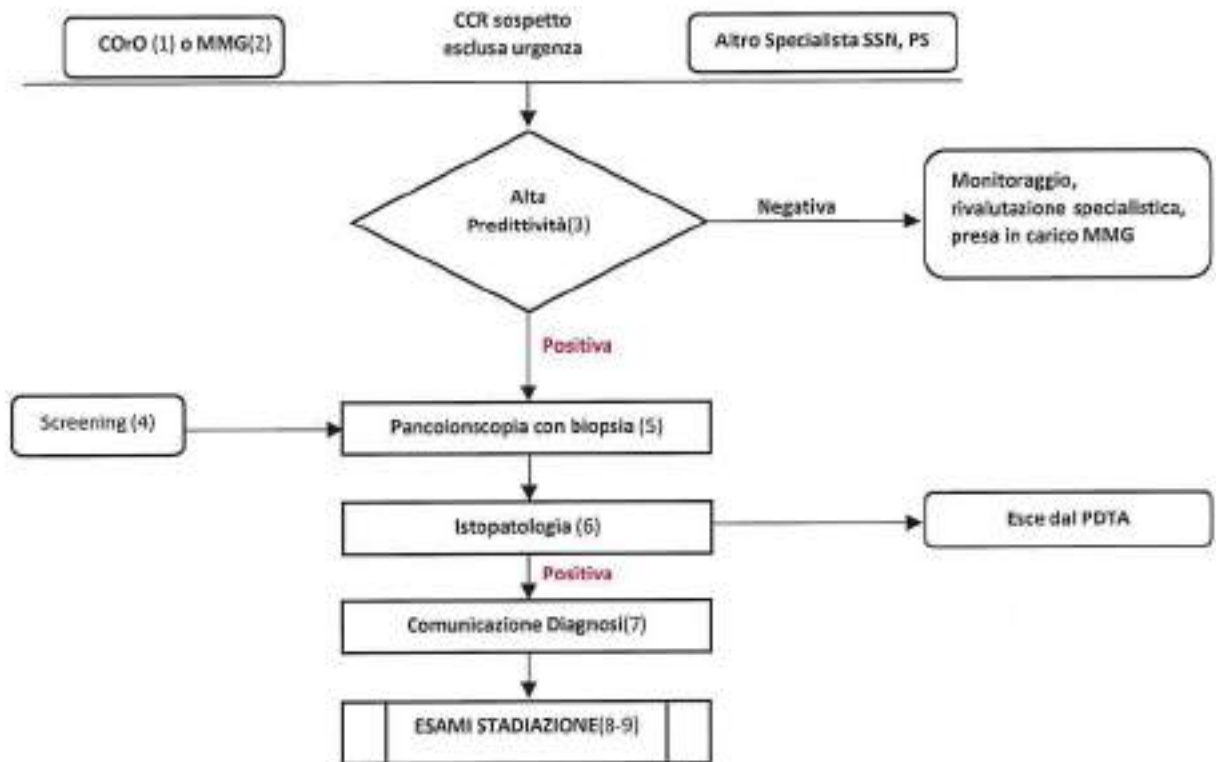 COrO (1) o MMG(2)
CCR sospetto
esclusa urgenza
Altro Specialista SSN, PS
Alta
Predittività(3)
Negativa
Monitoraggio,
rivalutazione specialistica,
presa in carico MMG
Positiva
Screening (4)
Pancolonscopia con biopsia (5)
Istopatologia (6)
Esce dal PDTA
Positiva
Comunicazione Diagnosi(7)
ESAMI STADIAZIONE(8-9)